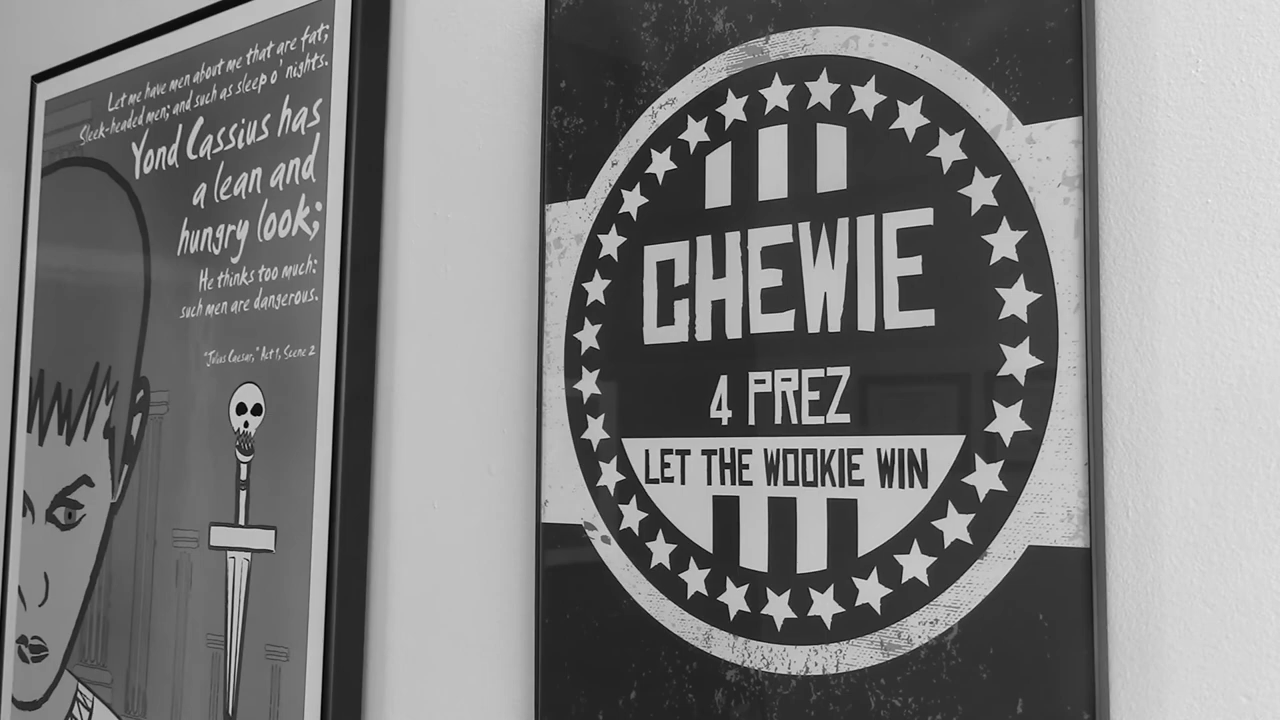 Let me have men about me that are fat;
Sleek-headed men; and such as sleep o' nights.
Yond Cassius has
a lean and
hungry look;
He thinks too much:
such men are dangerous.
"Julius Caesar," Act 1, Scene 2
CHEWIE
4 PREZ
LET THE WOOKIE WIN